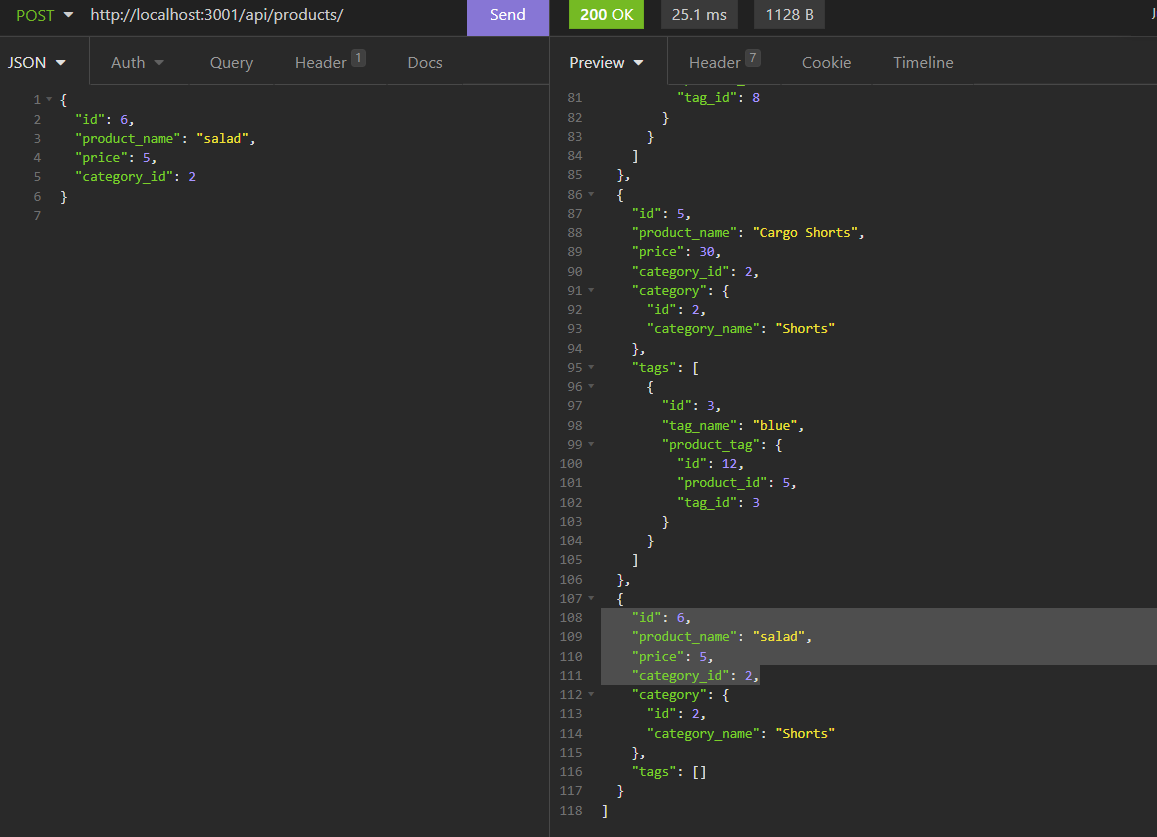 POST http://localhost:3001/api/products/ Send 200 OK 25.1 ms 1128 B
JSON Auth Query Header 1 Docs
1 {
2 "id": 6,
3 "product_name": "salad",
4 "price": 5,
5 "category_id": 2
6 }
7
Preview Header 7 Cookie Timeline
81 "tag_id": 8
82 }
83 }
84 ]
85 },
86 {
87 "id": 5,
88 "product_name": "Cargo Shorts",
89 "price": 30,
90 "category_id": 2,
91 "category": {
92 "id": 2,
93 "category_name": "Shorts"
94 },
95 "tags": [
96 {
97 "id": 3,
98 "tag_name": "blue",
99 "product_tag": {
100 "id": 12,
101 "product_id": 5,
102 "tag_id": 3
103 }
104 }
105 ]
106 },
107 {
108 "id": 6,
109 "product_name": "salad",
110 "price": 5,
111 "category_id": 2,
112 "category": {
113 "id": 2,
114 "category_name": "Shorts"
115 },
116 "tags": []
117 }
118 ]